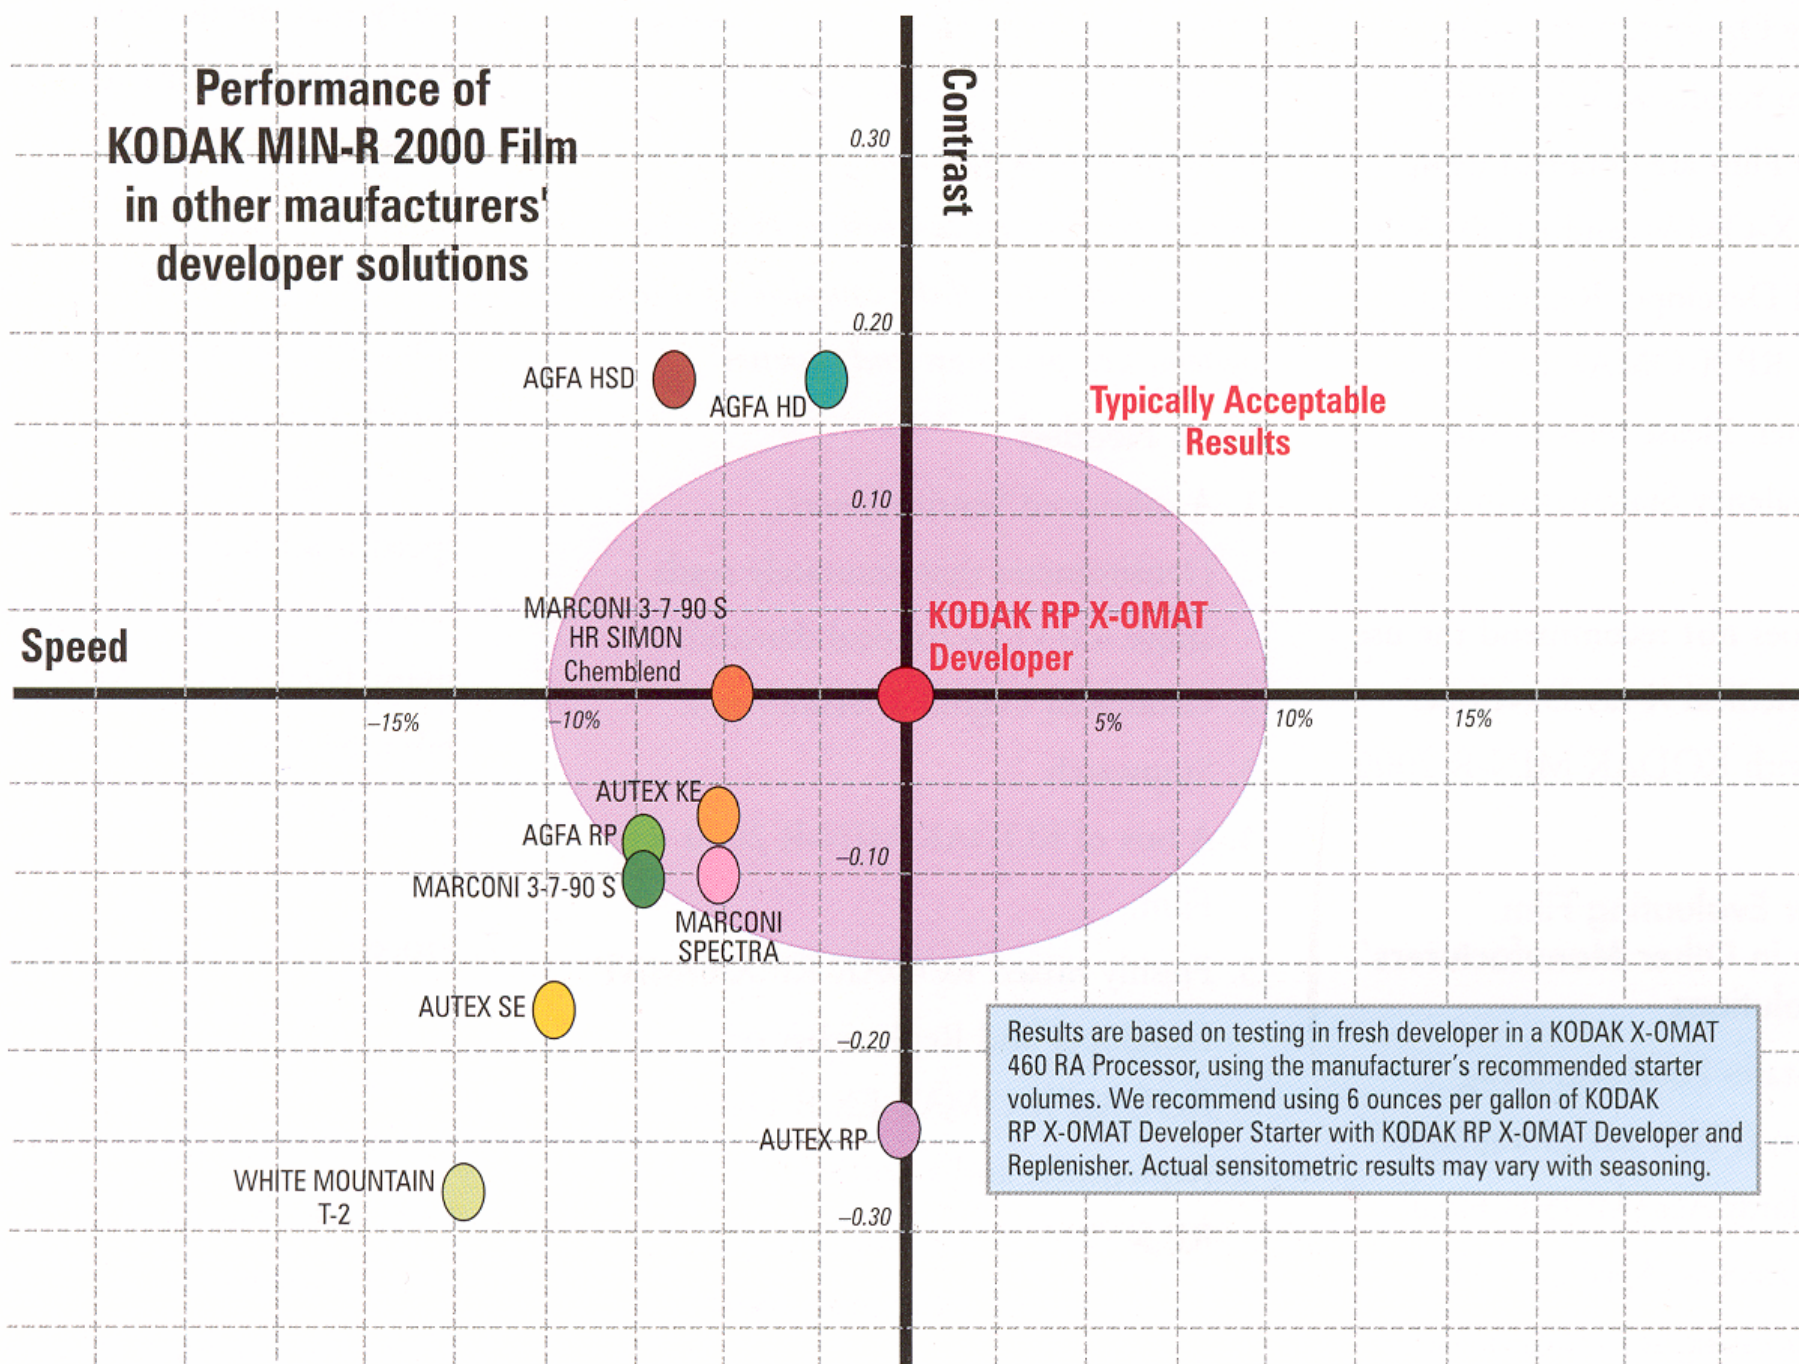 Performance of
KODAK MIN-R 2000 Film
in other maufacturers'
developer solutions
Contrast
0.30
0.20
AGFA HSD
AGFA HD
Typically Acceptable
Results
0.10
MARCONI 3-7-90 S
HR SIMON
Chemblend
KODAK RP X-OMAT
Developer
Speed
–15%
–10%
5%
10%
15%
AUTEX KE
AGFA RP
–0.10
MARCONI 3-7-90 S
MARCONI
SPECTRA
AUTEX SE
–0.20
Results are based on testing in fresh developer in a KODAK X-OMAT
460 RA Processor, using the manufacturer's recommended starter
volumes. We recommend using 6 ounces per gallon of KODAK
RP X-OMAT Developer Starter with KODAK RP X-OMAT Developer and
Replenisher. Actual sensitometric results may vary with seasoning.
AUTEX RP
WHITE MOUNTAIN
T-2
–0.30